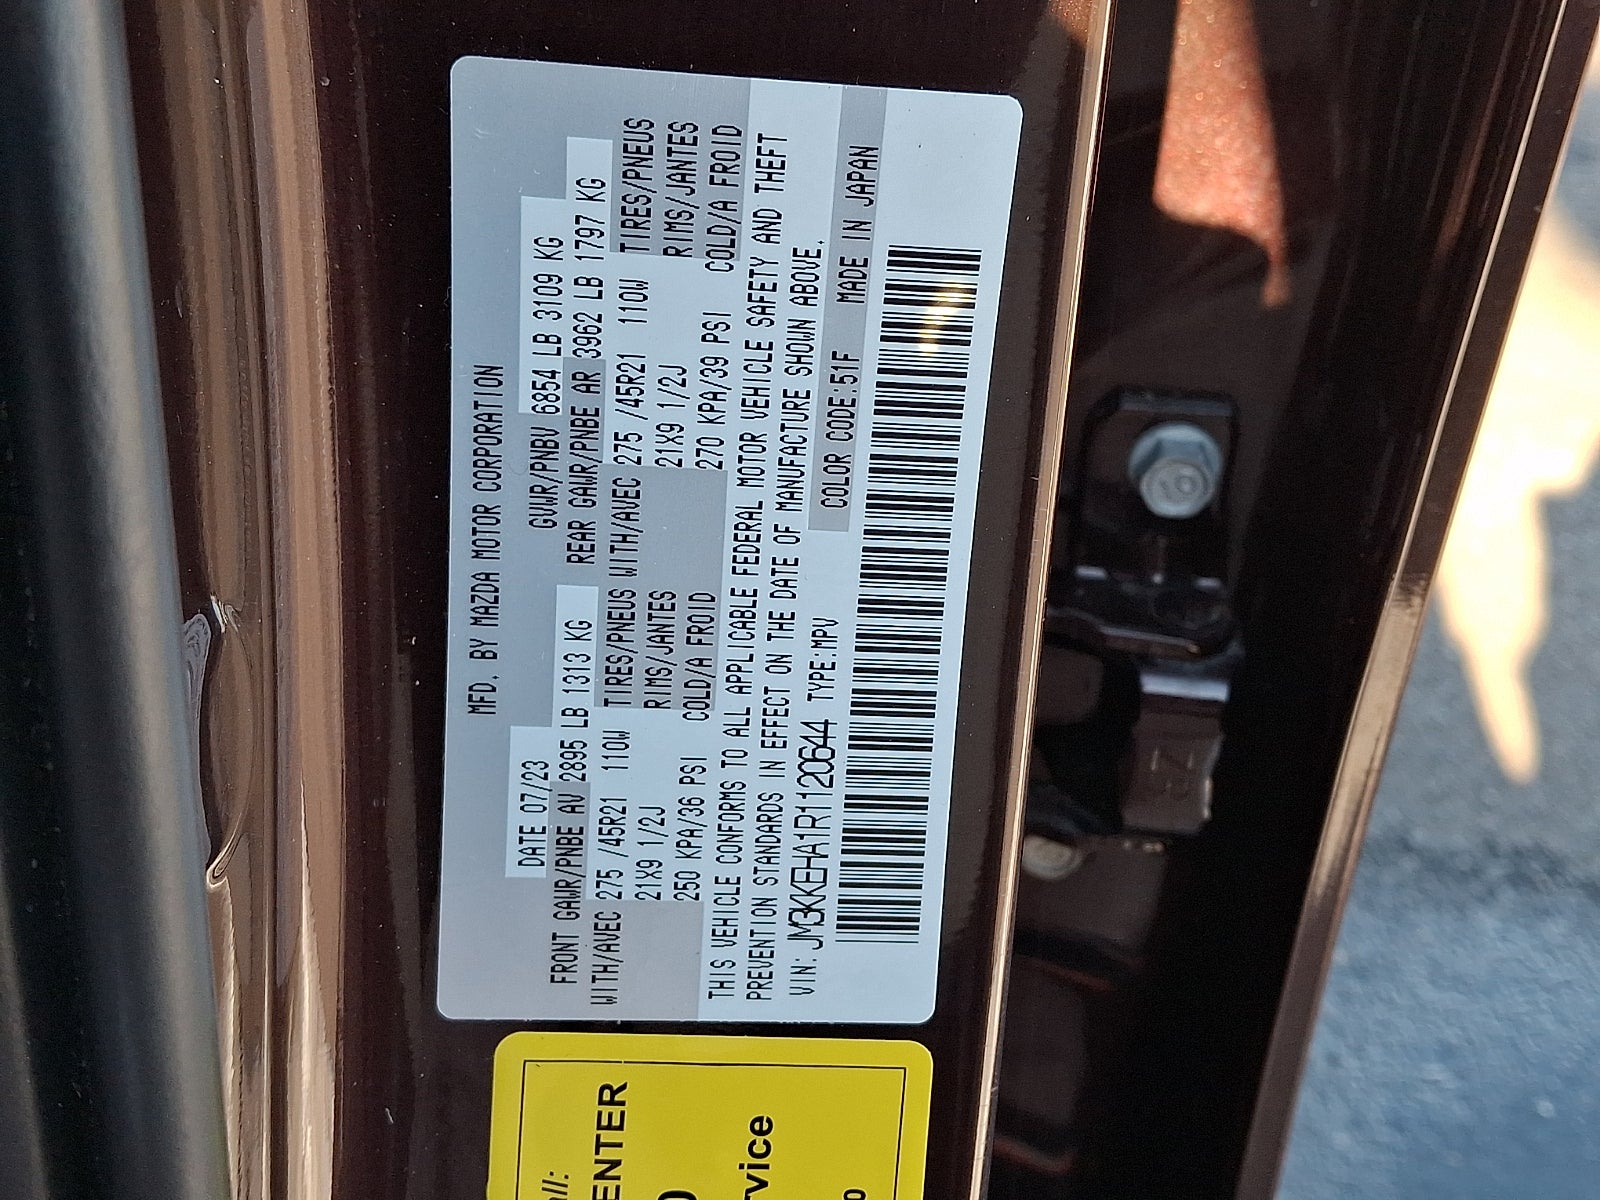 MFD. BY MAZDA MOTOR CORPORATION
DATE 07/23 GVWR/PNBV 6854 LB 3109 KG
FRONT GAWR/PNBE AV 2895 LB 1313 KG REAR GAWR/PNBE AR 3962 LB 1797 KG
WITH/AVEC 275 /45R21 110W TIRES/PNEUS WITH/AVEC 275 /45R21 110W TIRES/PNEUS
21X9 1/2J RIMS/JANTES 21X9 1/2J RIMS/JANTES
250 KPA/36 PSI COLD/A FROID 270 KPA/39 PSI COLD/A FROID
THIS VEHICLE CONFORMS TO ALL APPLICABLE FEDERAL MOTOR VEHICLE SAFETY AND THEFT
PREVENTION STANDARDS IN EFFECT ON THE DATE OF MANUFACTURE SHOWN ABOVE.
VIN: JM3KKEHA1R1120644 TYPE:MPV COLOR CODE:51F MADE IN JAPAN
all:
ENTER
0
vice
0